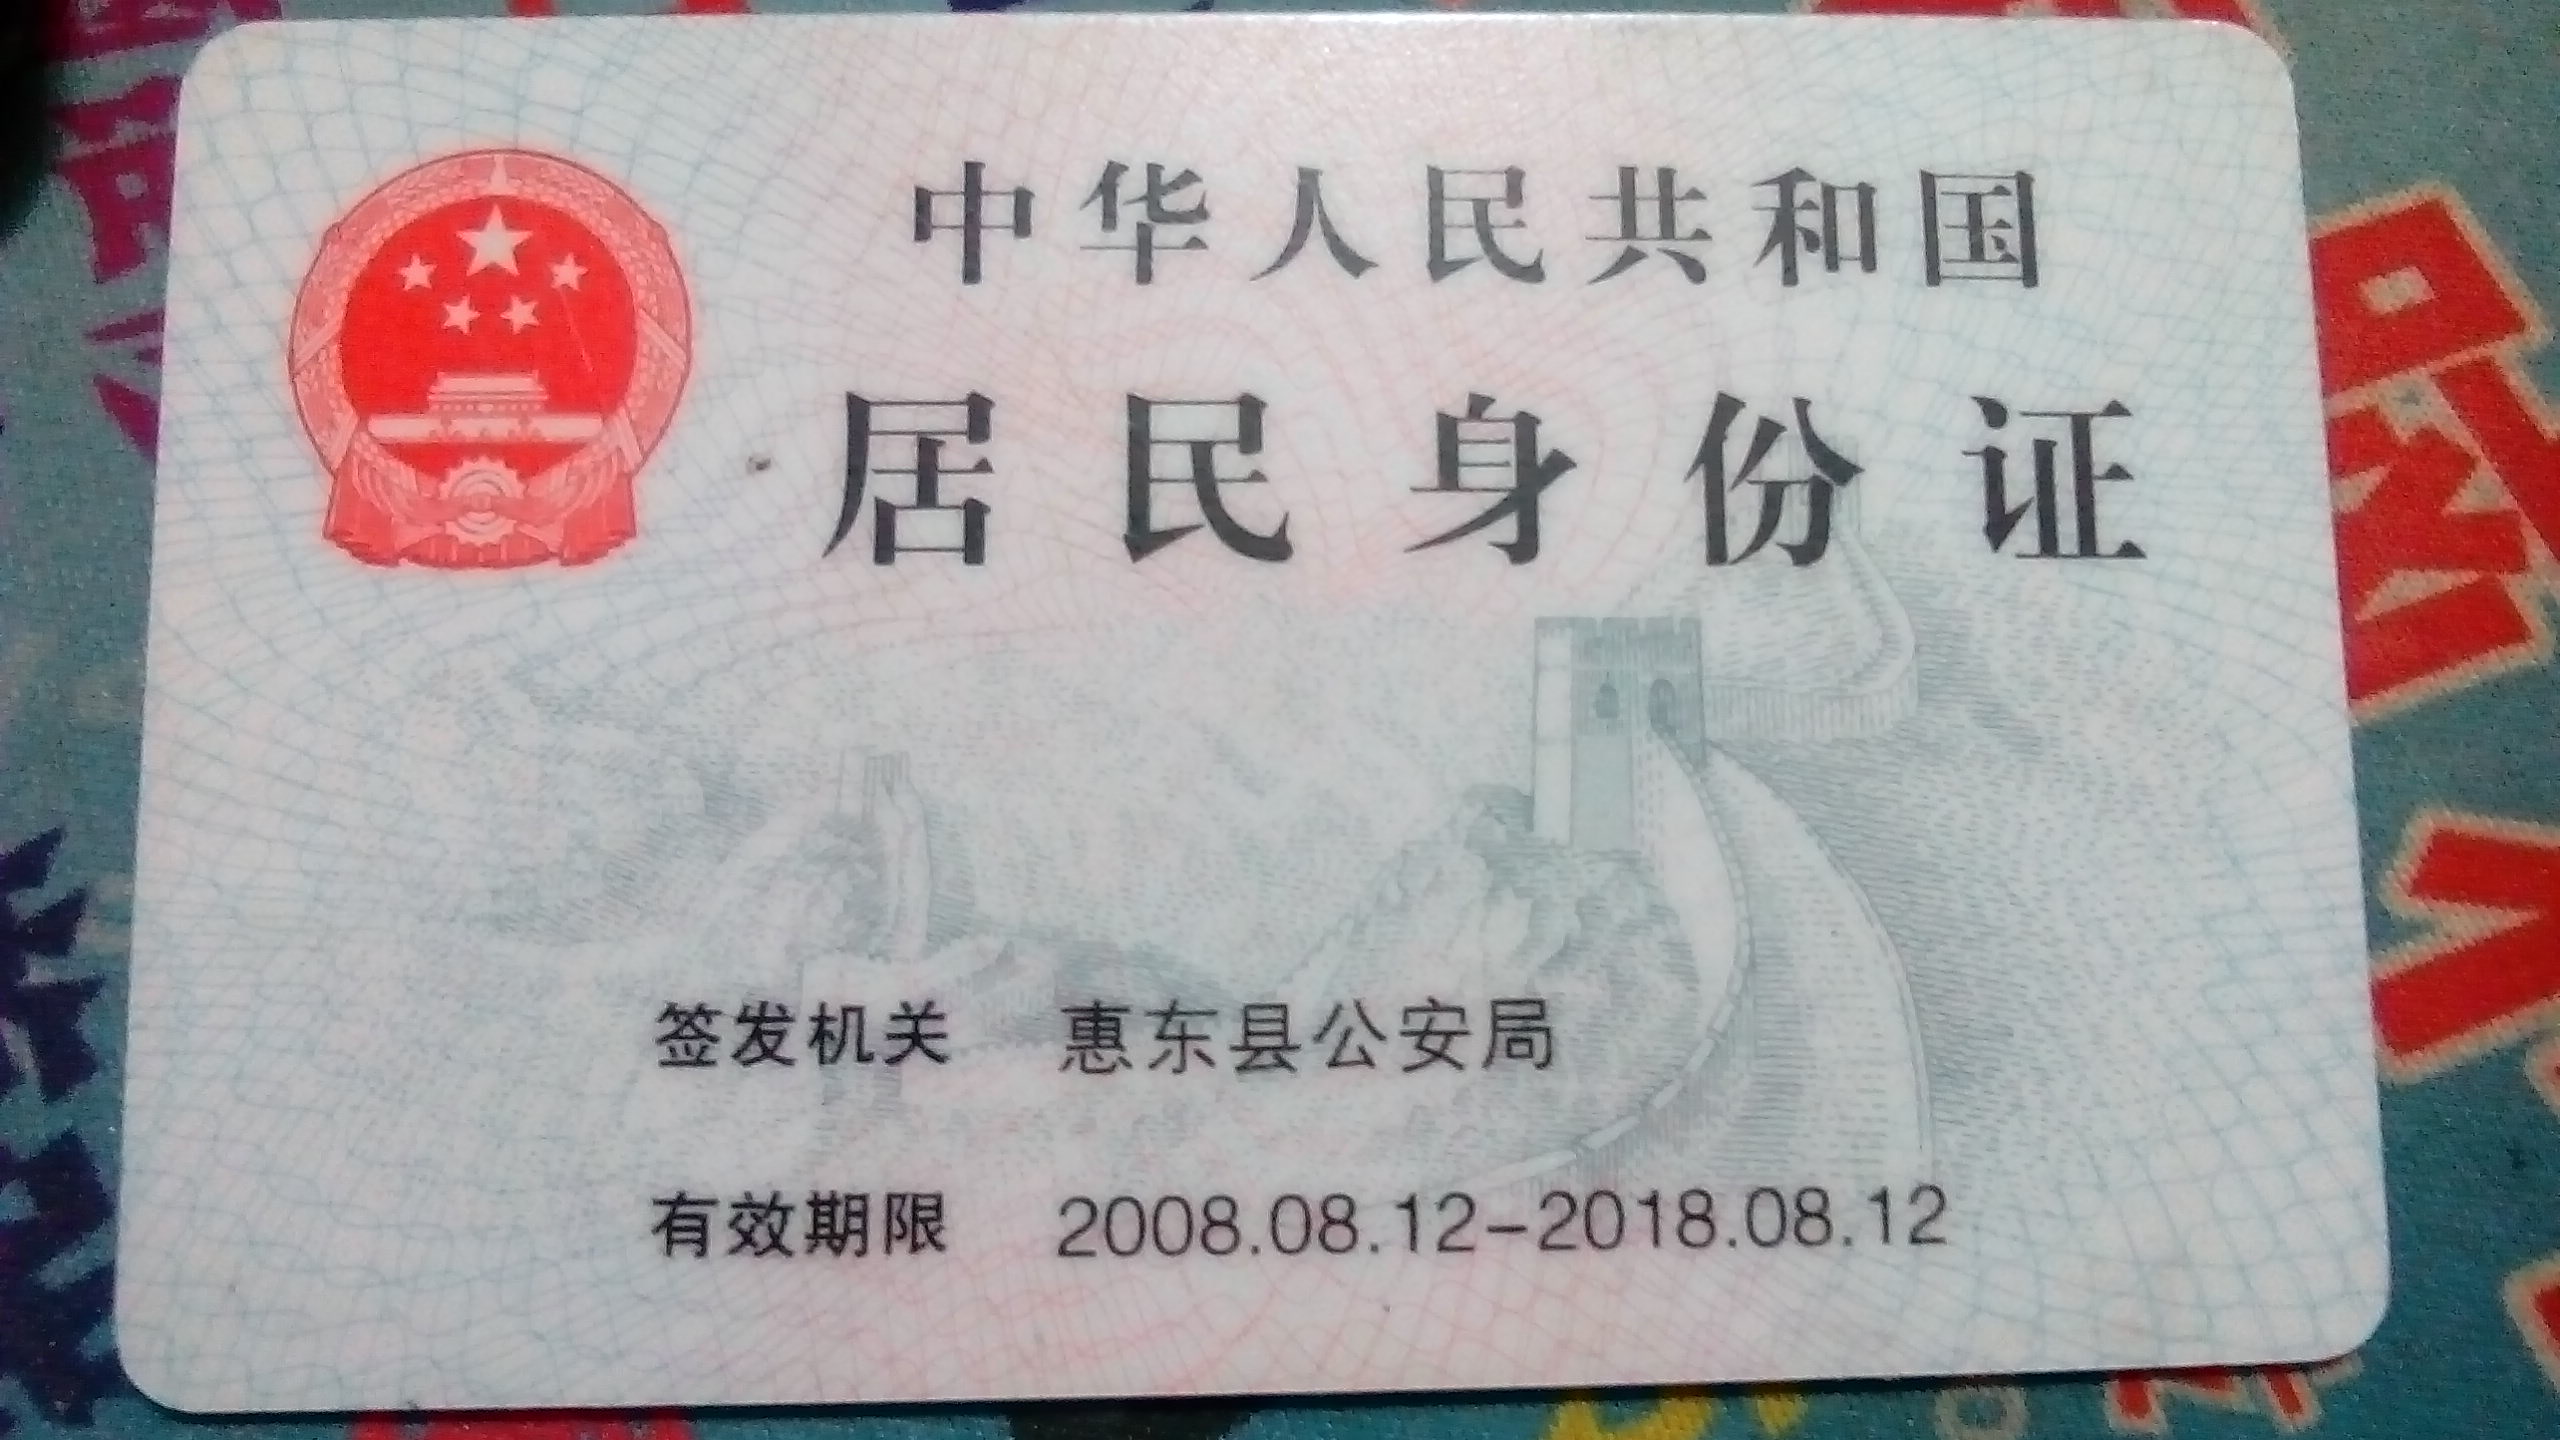 中华人民共和国
居民身份证
签发机关 惠东县公安局
有效期限 2008.08.12-2018.08.12